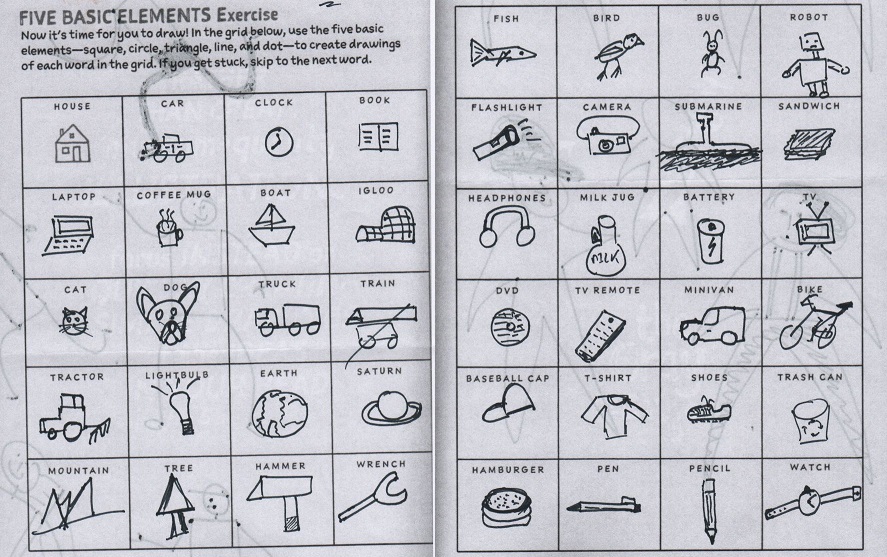 FIVE BASIC ELEMENTS Exercise
Now it's time for you to draw! In the grid below, use the five basic
elements—square, circle, triangle, line, and dot—to create drawings
of each word in the grid. If you get stuck, skip to the next word.
HOUSE CAR CLOCK BOOK
LAPTOP COFFEE MUG BOAT IGLOO
CAT DOG TRUCK TRAIN
TRACTOR LIGHTBULB EARTH SATURN
MOUNTAIN TREE HAMMER WRENCH
FISH BIRD BUG ROBOT
FLASHLIGHT CAMERA SUBMARINE SANDWICH
HEADPHONES MILK JUG BATTERY TV
MILK
DVD TV REMOTE MINIVAN BIKE
BASEBALL CAP T-SHIRT SHOES TRASH CAN
HAMBURGER PEN PENCIL WATCH